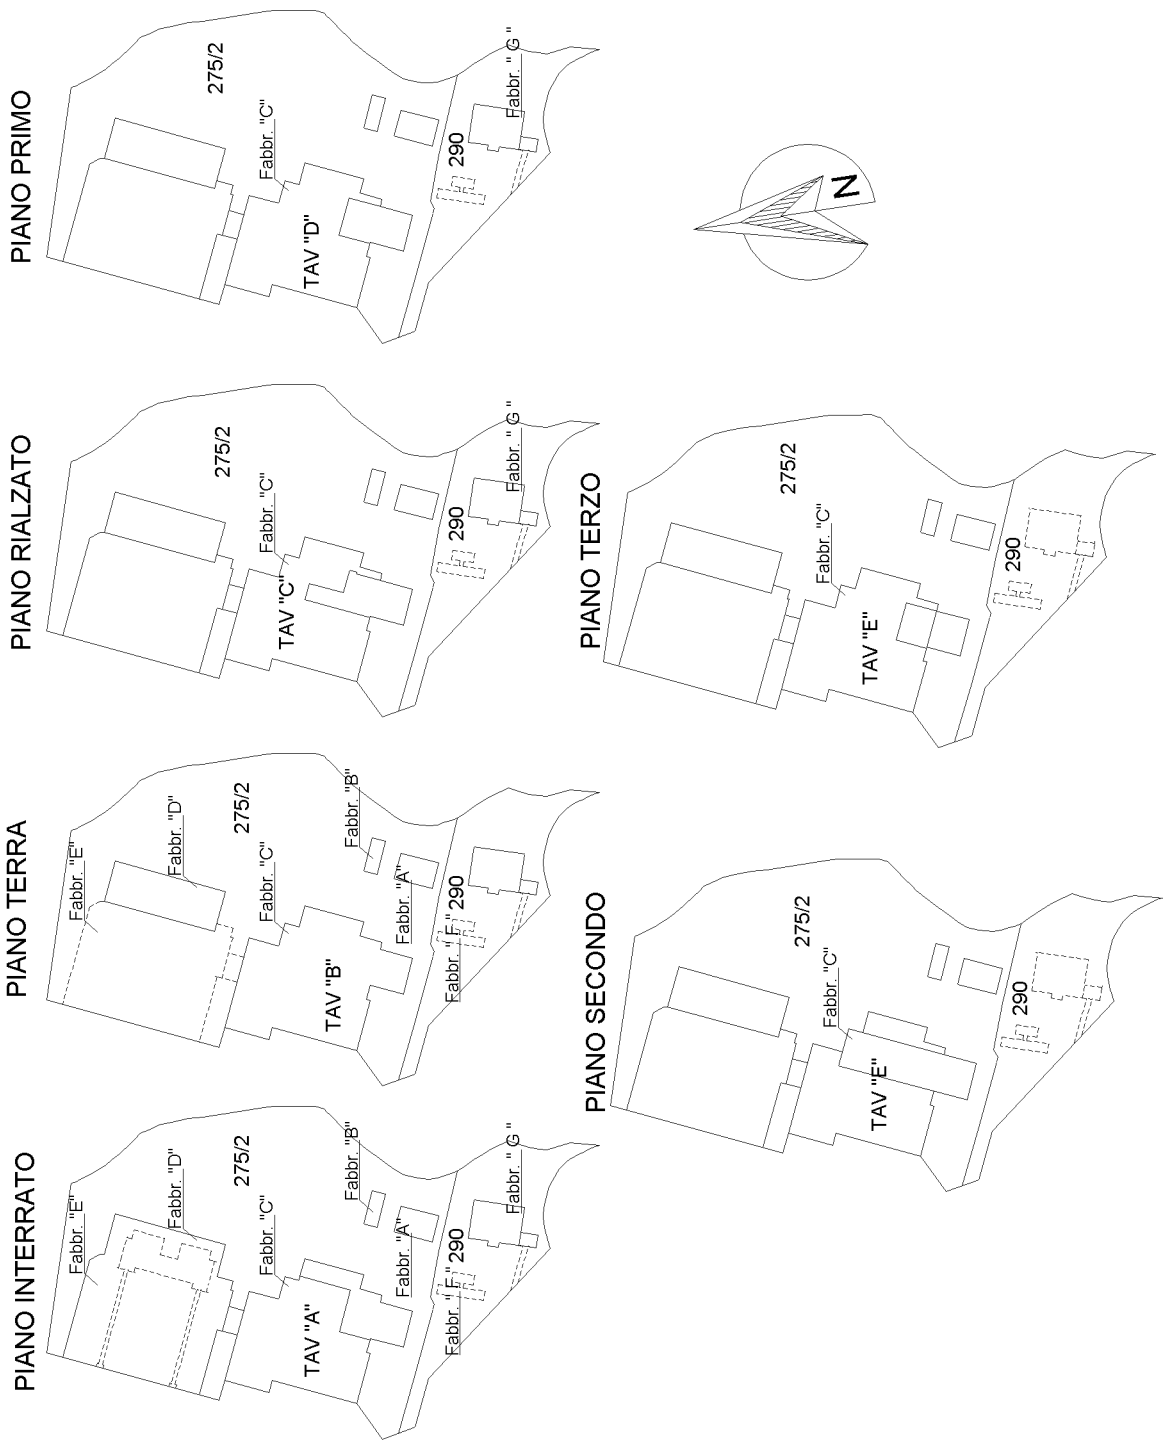 PIANO PRIMO
275/2
Fabbr. "C"
TAV "D"
290
Fabbr. " G "
N
PIANO RIALZATO
275/2
Fabbr. "C"
TAV "C"
290
Fabbr. " G "
PIANO TERZO
275/2
Fabbr. "C"
TAV "E"
290
PIANO TERRA
Fabbr. "E"
Fabbr. "D"
275/2
Fabbr. "C"
TAV "B"
Fabbr. "B"
Fabbr. "A"
290
Fabbr. " F "
PIANO SECONDO
275/2
Fabbr. "C"
TAV "E"
290
PIANO INTERRATO
Fabbr. "E"
Fabbr. "D"
275/2
Fabbr. "C"
TAV "A"
Fabbr. "B"
Fabbr. "A"
290
Fabbr. " F "
Fabbr. " G "